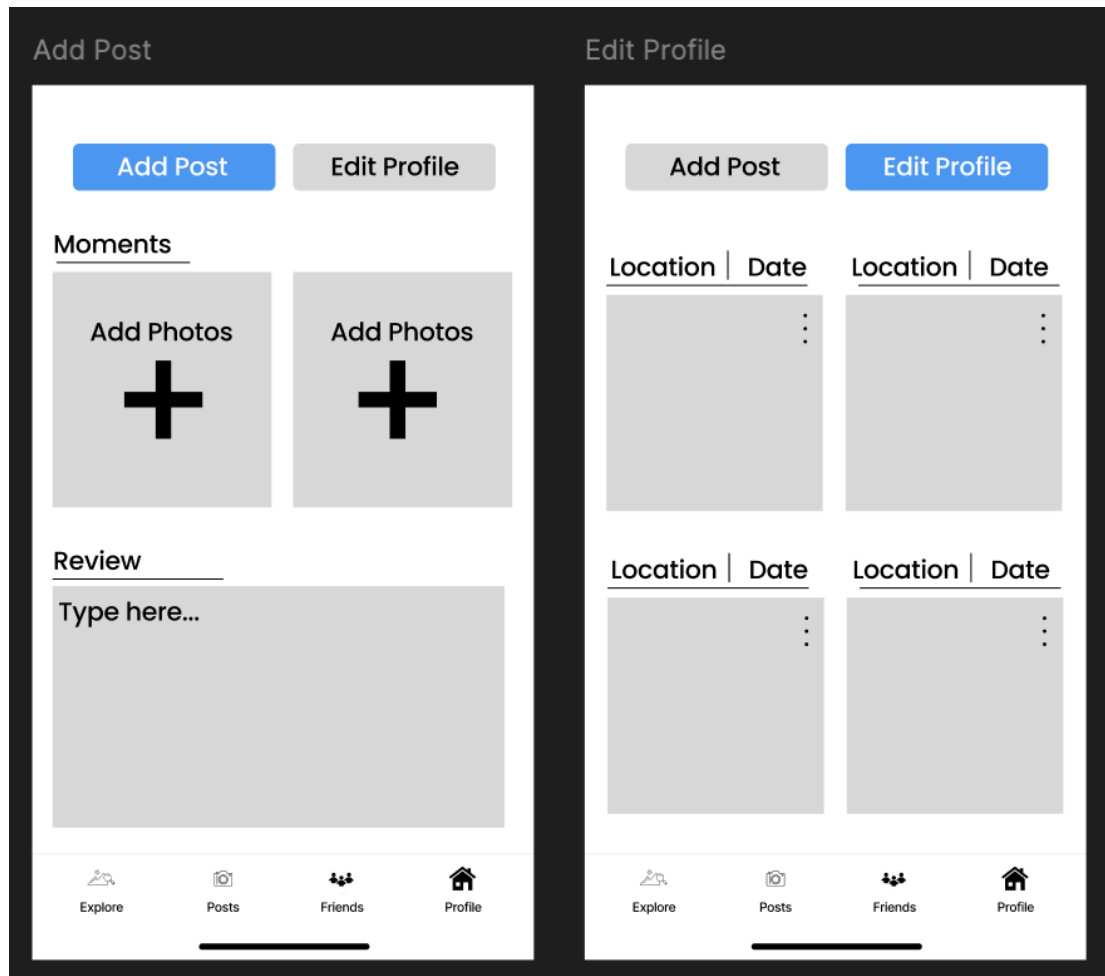 Add Post
Add Post Edit Profile
Moments
Add Photos Add Photos
Review
Type here...
Explore Posts Friends Profile
Edit Profile
Add Post Edit Profile
Location | Date Location | Date
Location | Date Location | Date
Explore Posts Friends Profile